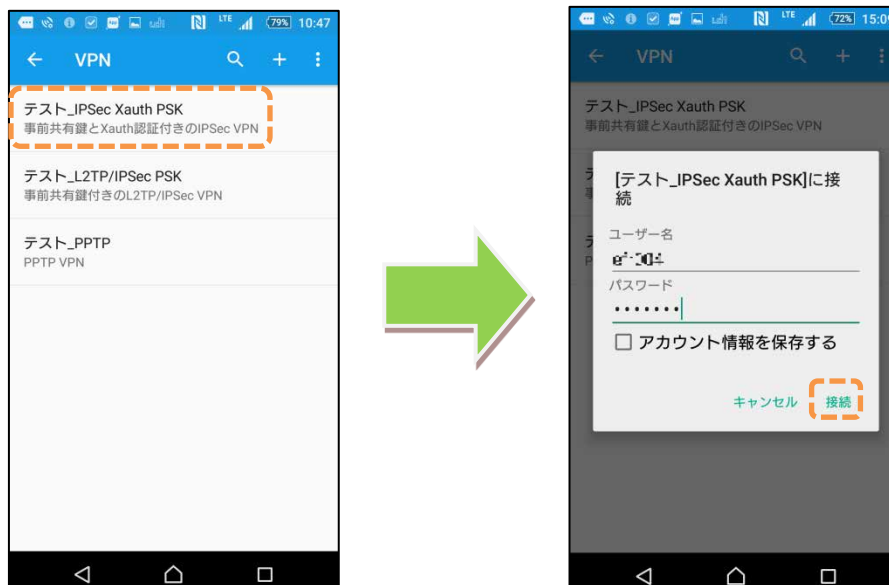 LTE 79% 10:47
VPN
テスト_IPSec Xauth PSK
事前共有鍵とXauth認証付きのIPSec VPN
テスト_L2TP/IPSec PSK
事前共有鍵付きのL2TP/IPSec VPN
テスト_PPTP
PPTP VPN
LTE 72%
VPN
テスト_IPSec Xauth PSK
事前共有鍵とXauth認証付きのIPSec VPN
[テスト_IPSec Xauth PSK]に接
続
ユーザー名
パスワード
アカウント情報を保存する
キャンセル 接続